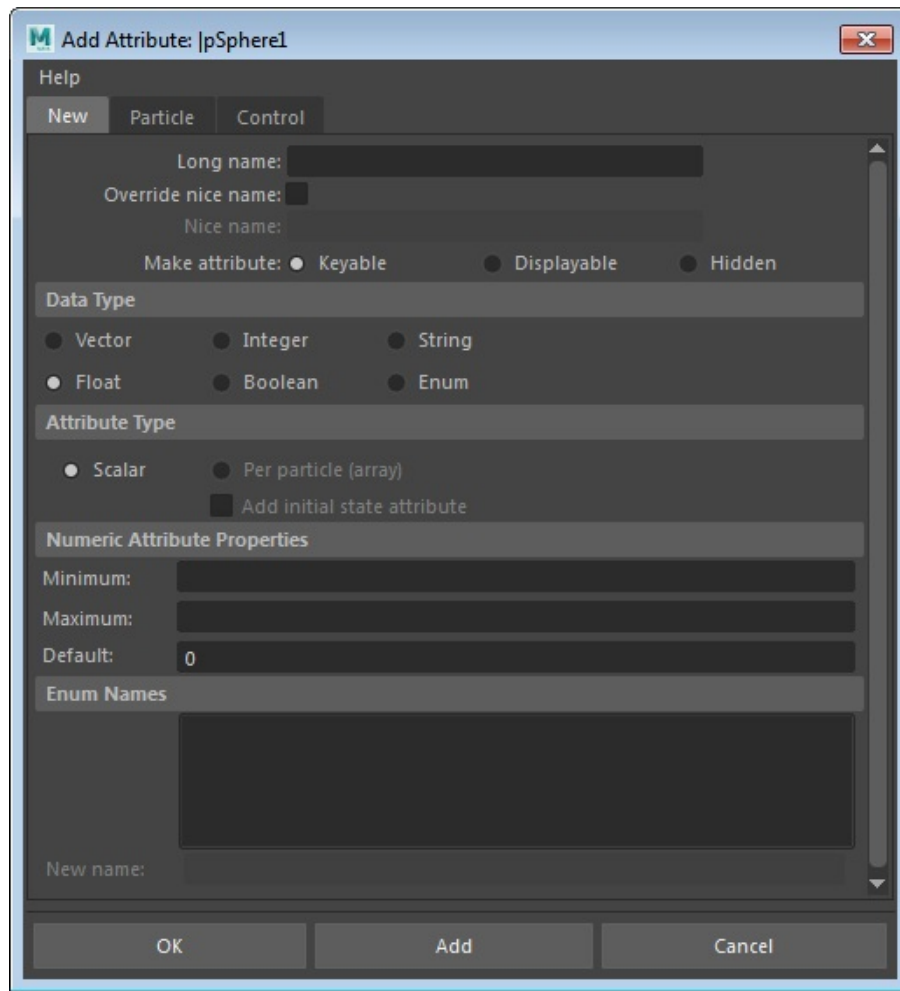 Add Attribute: |pSphere1
Help
New Particle Control
Long name:
Override nice name:
Nice name:
Make attribute: Keyable Displayable Hidden
Data Type
Vector Integer String
Float Boolean Enum
Attribute Type
Scalar Per particle (array)
Add initial state attribute
Numeric Attribute Properties
Minimum:
Maximum:
Default: 0
Enum Names
New name:
OK Add Cancel